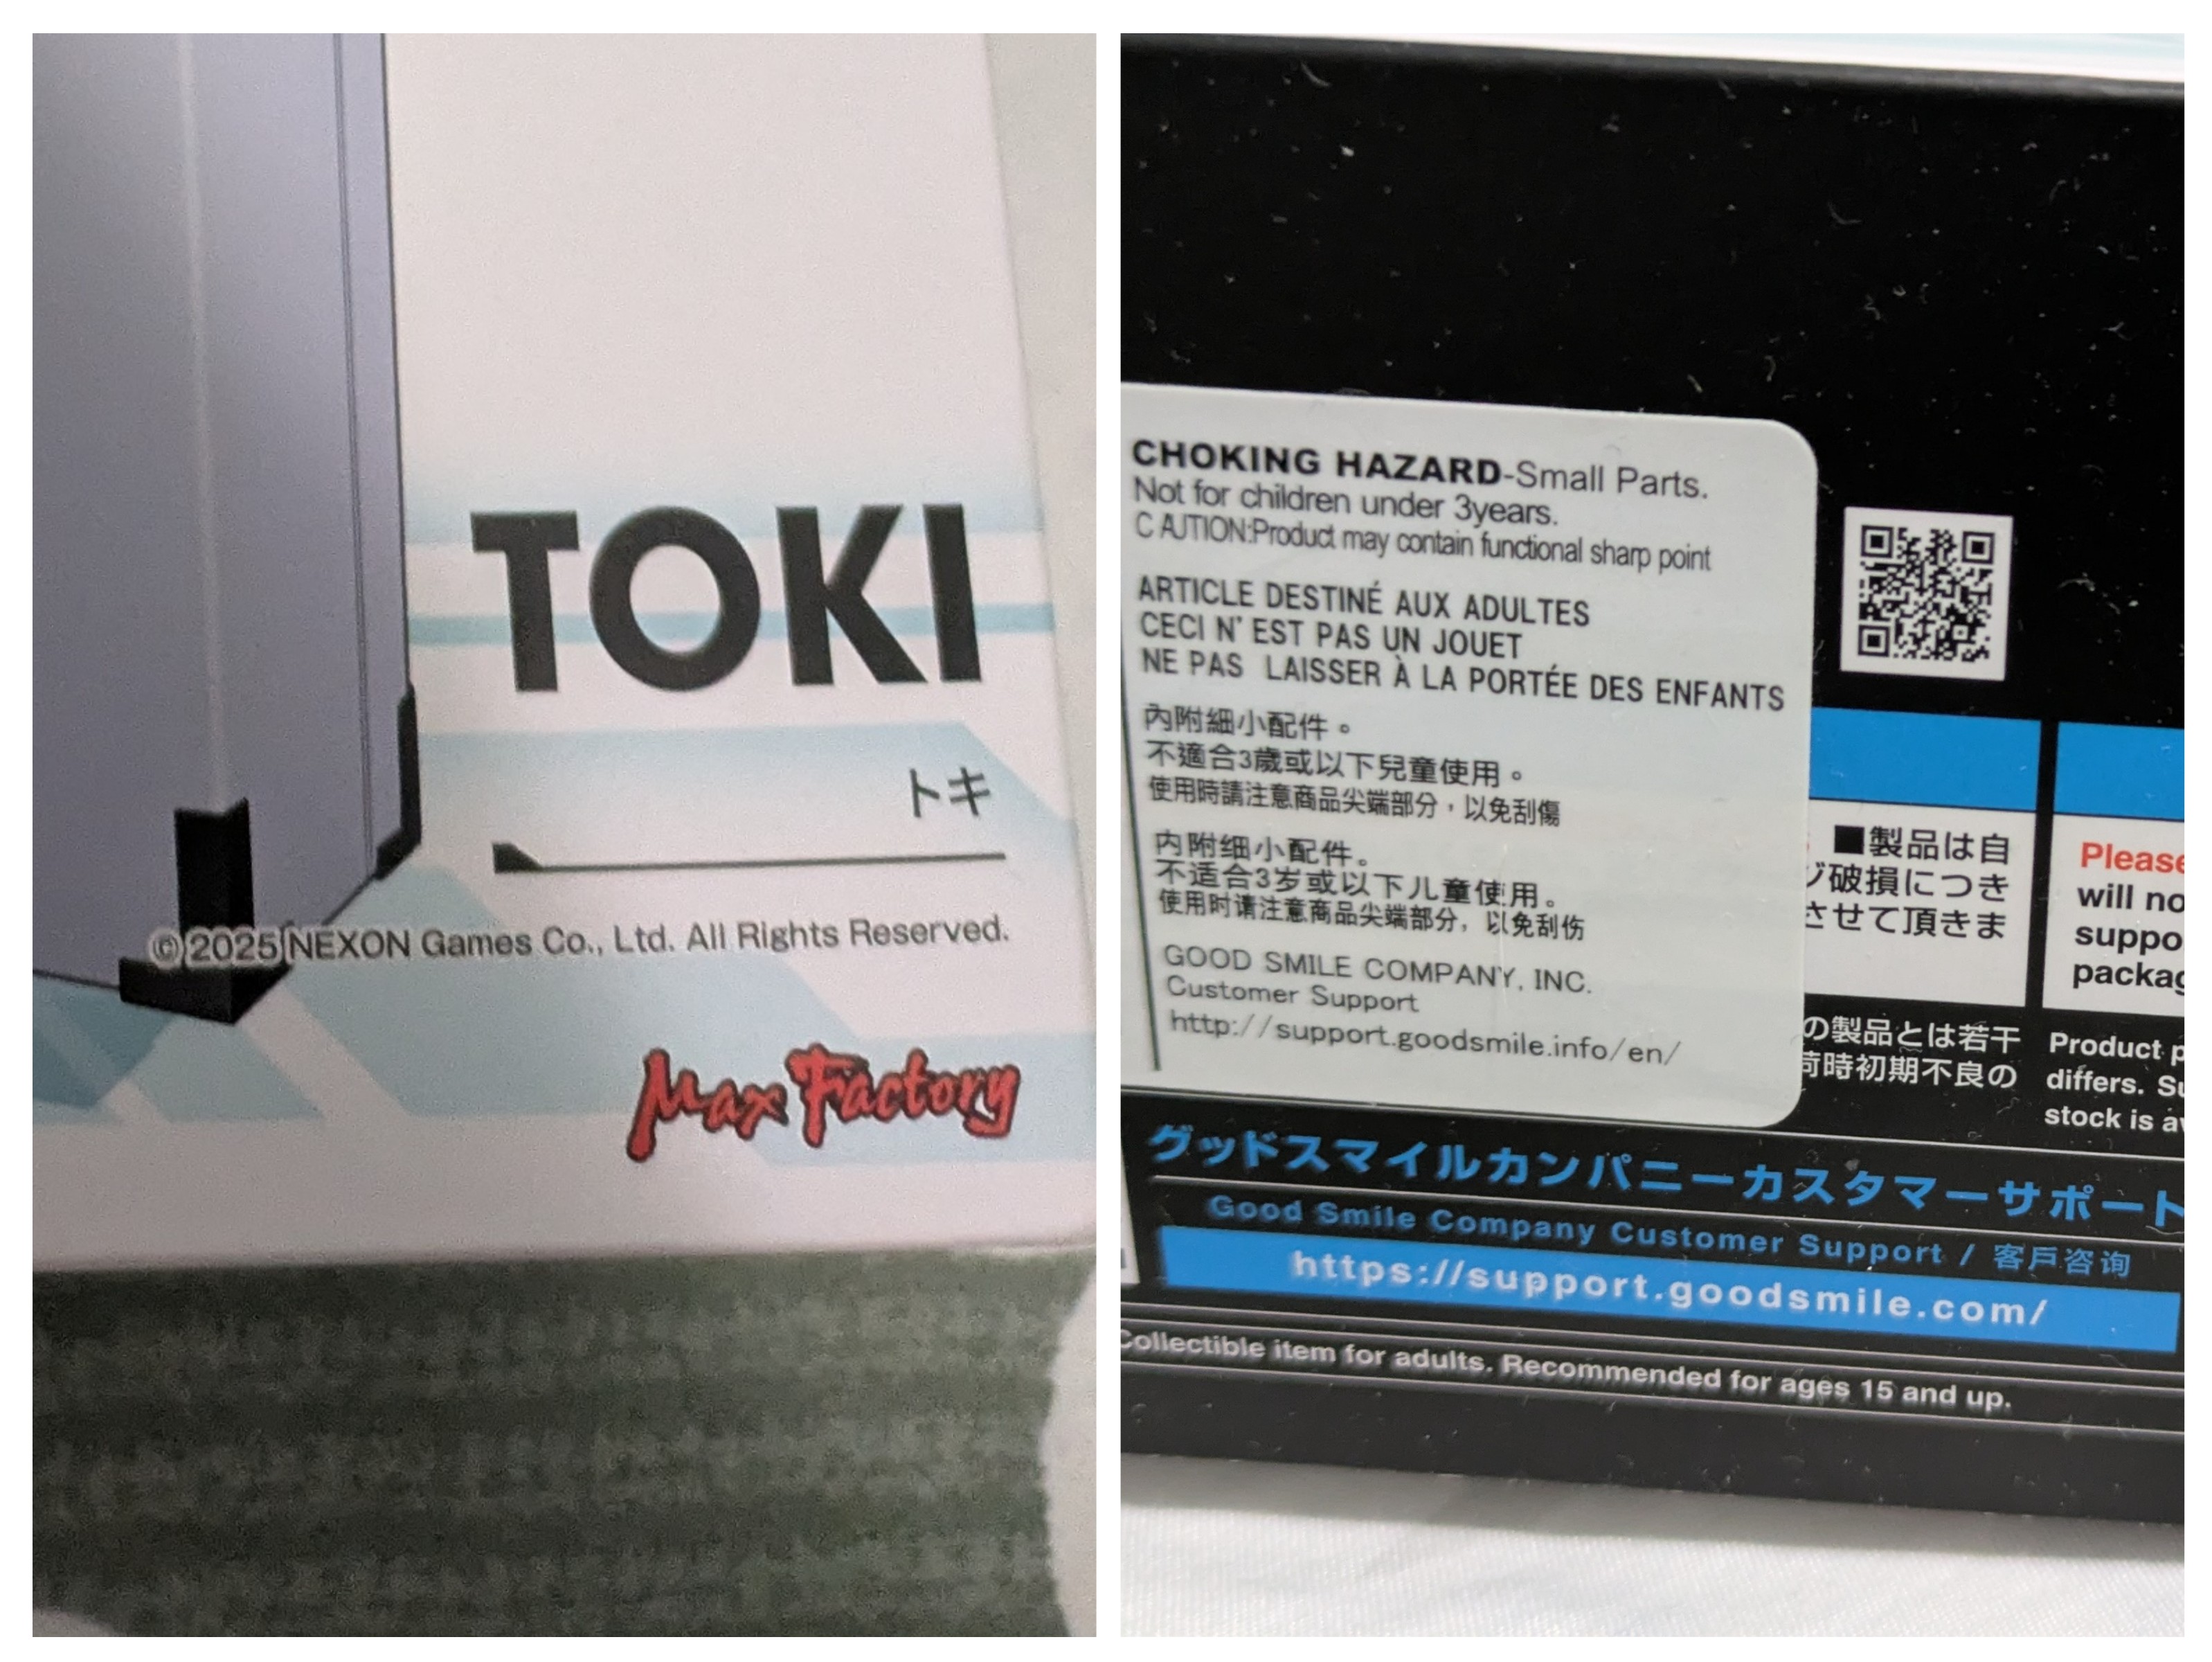 TOKI
トキ
© 2025 NEXON Games Co., Ltd. All Rights Reserved.
Max Factory
CHOKING HAZARD-Small Parts.
Not for children under 3years.
C AUTION:Product may contain functional sharp point
ARTICLE DESTINÉ AUX ADULTES
CECI N' EST PAS UN JOUET
NE PAS LAISSER À LA PORTÉE DES ENFANTS
內附細小配件。
不適合3歲或以下兒童使用。
使用時請注意商品尖端部分，以免刮傷
内附细小配件。
不适合3岁或以下儿童使用。
使用时请注意商品尖端部分，以免刮伤
GOOD SMILE COMPANY, INC.
Customer Support
http://support.goodsmile.info/en/
■製品は自
ジ破損につき
させて頂きま
の製品とは若干
荷時初期不良の
Please
will no
suppo
packag
Product p
differs. Su
stock is av
グッドスマイルカンパニーカスタマーサポート
Good Smile Company Customer Support / 客戶咨询
https://support.goodsmile.com/
Collectible item for adults. Recommended for ages 15 and up.